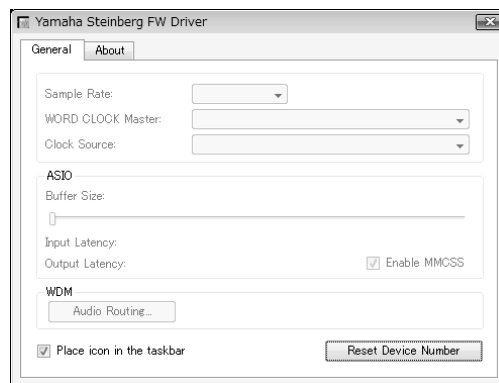 Yamaha Steinberg FW Driver
General About
Sample Rate:
WORD CLOCK Master:
Clock Source:
ASIO
Buffer Size:
Input Latency:
Output Latency: Enable MMCSS
WDM
Audio Routing...
Place icon in the taskbar Reset Device Number